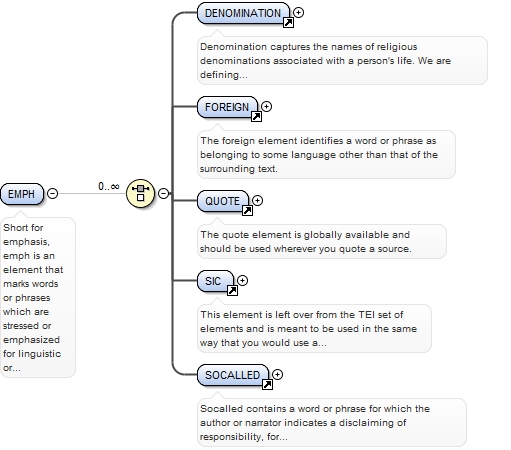 DENOMINATION
Denomination captures the names of religious
denominations associated with a person's life. We are
defining...
FOREIGN
The foreign element identifies a word or phrase as
belonging to some language other than that of the
surrounding text.
EMPH
0..∞
Short for
emphasis,
emph is an
element that
marks words
or phrases
which are
stressed or
emphasized
for linguistic
or...
QUOTE
The quote element is globally available and
should be used wherever you quote a source.
SIC
This element is left over from the TEI set of
elements and is meant to be used in the same
way that you would use a...
SOCALLED
Socalled contains a word or phrase for which the
author or narrator indicates a disclaiming of
responsibility, for...